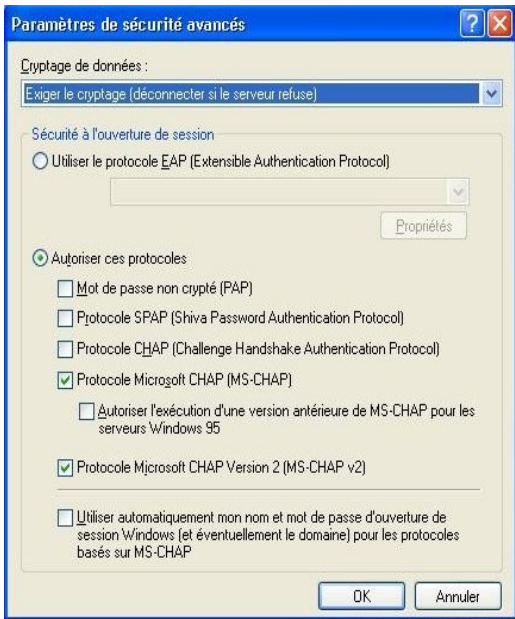 Paramètres de sécurité avancés
Cryptage de données :
Exiger le cryptage (déconnecter si le serveur refuse)
Sécurité à l'ouverture de session
Utiliser le protocole EAP (Extensible Authentication Protocol)
Propriétés
Autoriser ces protocoles
Mot de passe non crypté (PAP)
Protocole SPAP (Shiva Password Authentication Protocol)
Protocole CHAP (Challenge Handshake Authentication Protocol)
Protocole Microsoft CHAP (MS-CHAP)
Autoriser l'exécution d'une version antérieure de MS-CHAP pour les
serveurs Windows 95
Protocole Microsoft CHAP Version 2 (MS-CHAP v2)
Utiliser automatiquement mon nom et mot de passe d'ouverture de
session Windows (et éventuellement le domaine) pour les protocoles
basés sur MS-CHAP
OK
Annuler